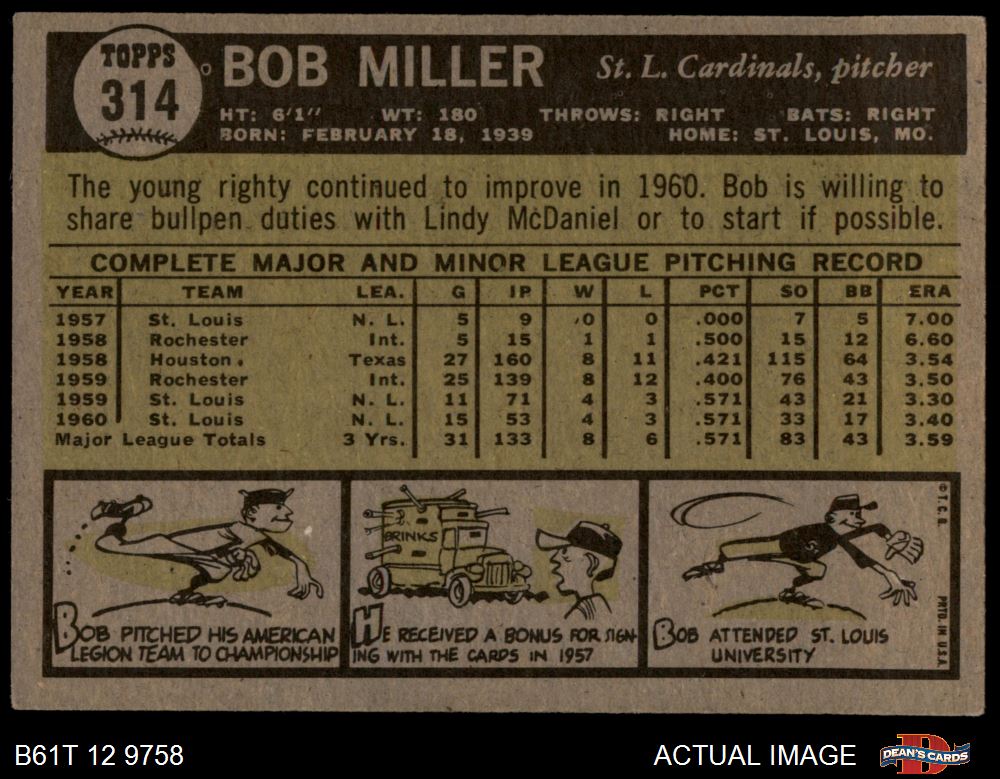 TOPPS
314
BOB MILLER St. L. Cardinals, pitcher
HT: 6'1" WT: 180 THROWS: RIGHT BATS: RIGHT
BORN: FEBRUARY 18, 1939 HOME: ST. LOUIS, MO.
The young righty continued to improve in 1960. Bob is willing to
share bullpen duties with Lindy McDaniel or to start if possible.
COMPLETE MAJOR AND MINOR LEAGUE PITCHING RECORD
YEAR TEAM LEA. G IP W L PCT SO BB ERA
1957 St. Louis N. L. 5 9 0 0 .000 7 5 7.00
1958 Rochester Int. 5 15 1 1 .500 15 12 6.60
1958 Houston. Texas 27 160 8 11 .421 115 64 3.54
1959 Rochester Int. 25 139 8 12 .400 76 43 3.50
1959 St. Louis N. L. 11 71 4 3 .571 43 21 3.30
1960 St. Louis N. L. 15 53 4 3 .571 33 17 3.40
Major League Totals 3 Yrs. 31 133 8 6 .571 83 43 3.59
BOB PITCHED HIS AMERICAN
LEGION TEAM TO CHAMPIONSHIP
BRINKS
HE RECEIVED A BONUS FOR SIGN-
ING WITH THE CARDS IN 1957
BOB ATTENDED ST. LOUIS
UNIVERSITY
© T. C. G.
PRTD. IN U.S.A.
B61T 12 9758 ACTUAL IMAGE
DEAN'S CARDS